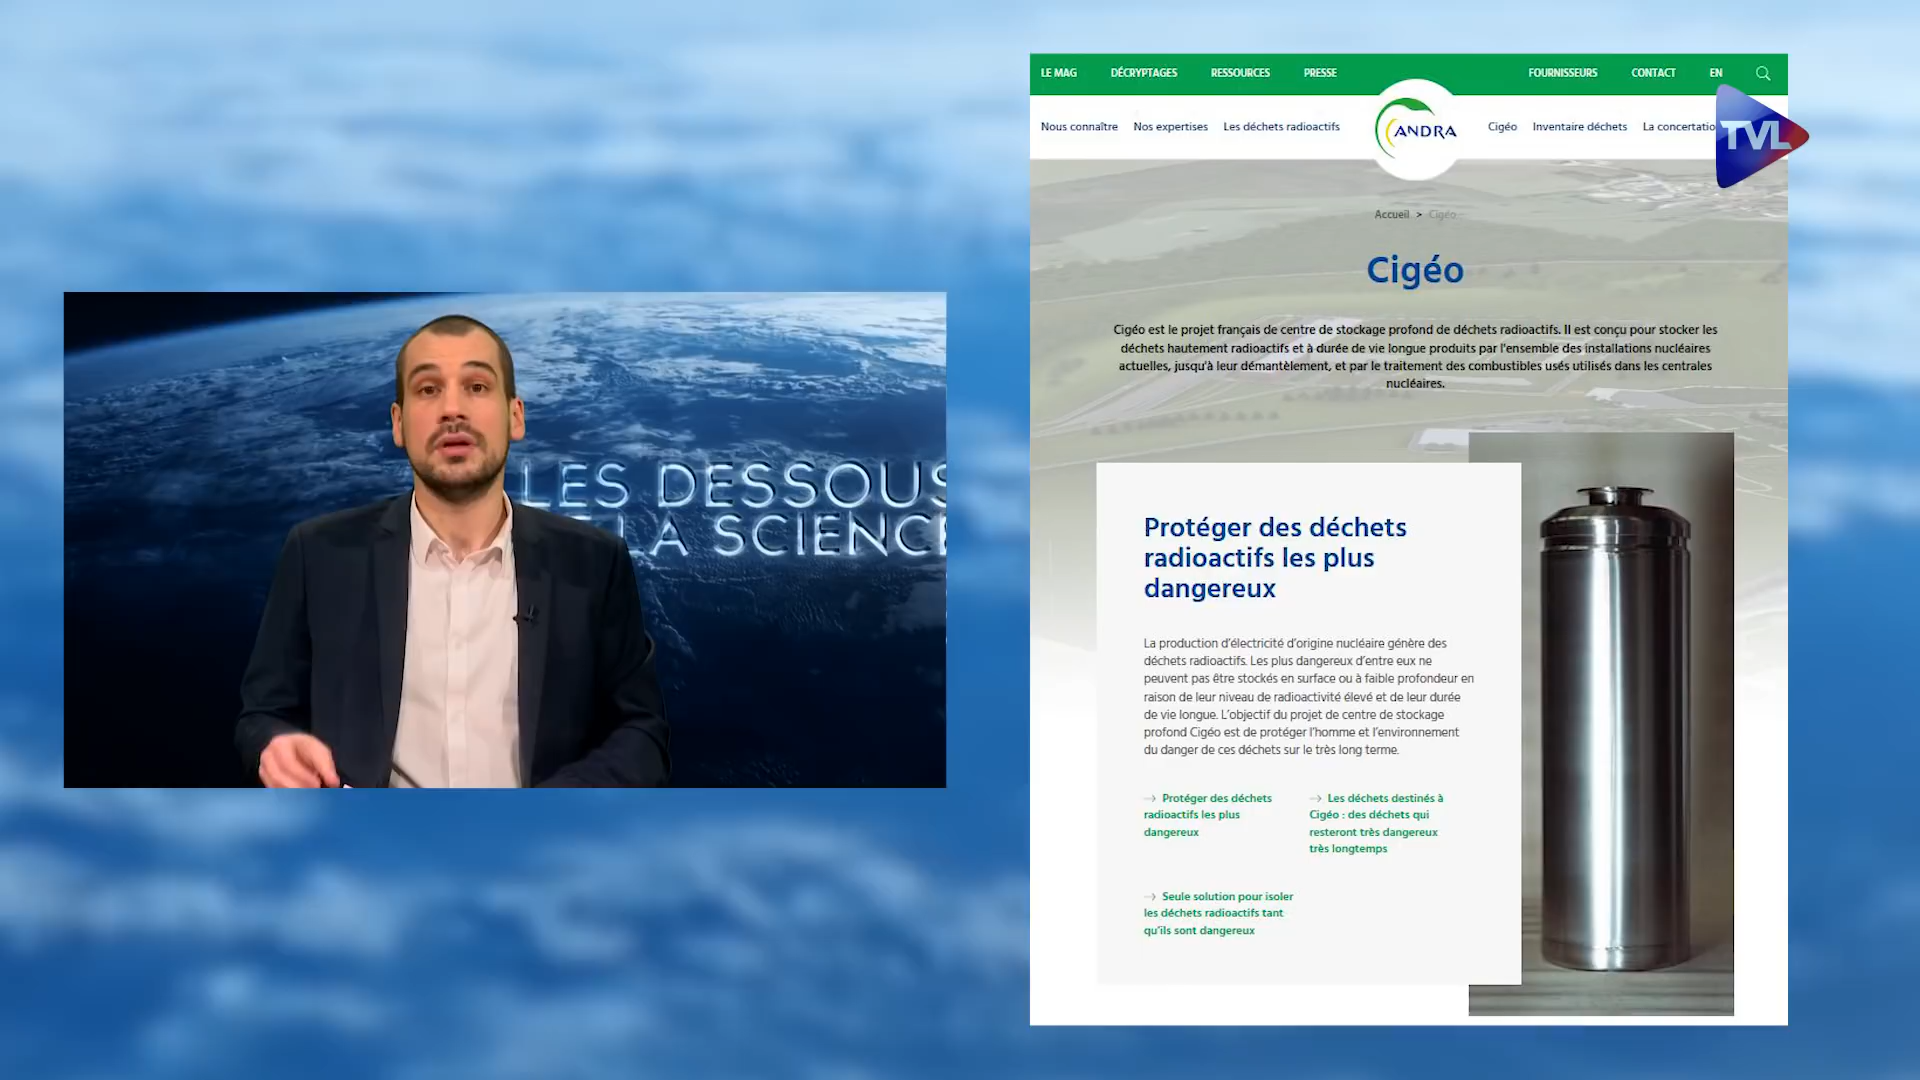 LE MAG DÉCRYPTAGES RESSOURCES PRESSE FOURNISSEURS CONTACT EN
Nous connaître Nos expertises Les déchets radioactifs ANDRA Cigéo Inventaire déchets La concertatio
TVL
Accueil > Cigéo
Cigéo
Cigéo est le projet français de centre de stockage profond de déchets radioactifs. Il est conçu pour stocker les
déchets hautement radioactifs et à durée de vie longue produits par l'ensemble des installations nucléaires
actuelles, jusqu'à leur démantèlement, et par le traitement des combustibles usés utilisés dans les centrales
nucléaires.
LES DESSOUS
LA SCIENC
Protéger des déchets
radioactifs les plus
dangereux
La production d'électricité d'origine nucléaire génère des
déchets radioactifs. Les plus dangereux d'entre eux ne
peuvent pas être stockés en surface ou à faible profondeur en
raison de leur niveau de radioactivité élevé et de leur durée
de vie longue. L'objectif du projet de centre de stockage
profond Cigéo est de protéger l'homme et l'environnement
du danger de ces déchets sur le très long terme.
→ Protéger des déchets
radioactifs les plus
dangereux
→ Les déchets destinés à
Cigéo : des déchets qui
resteront très dangereux
très longtemps
→ Seule solution pour isoler
les déchets radioactifs tant
qu'ils sont dangereux